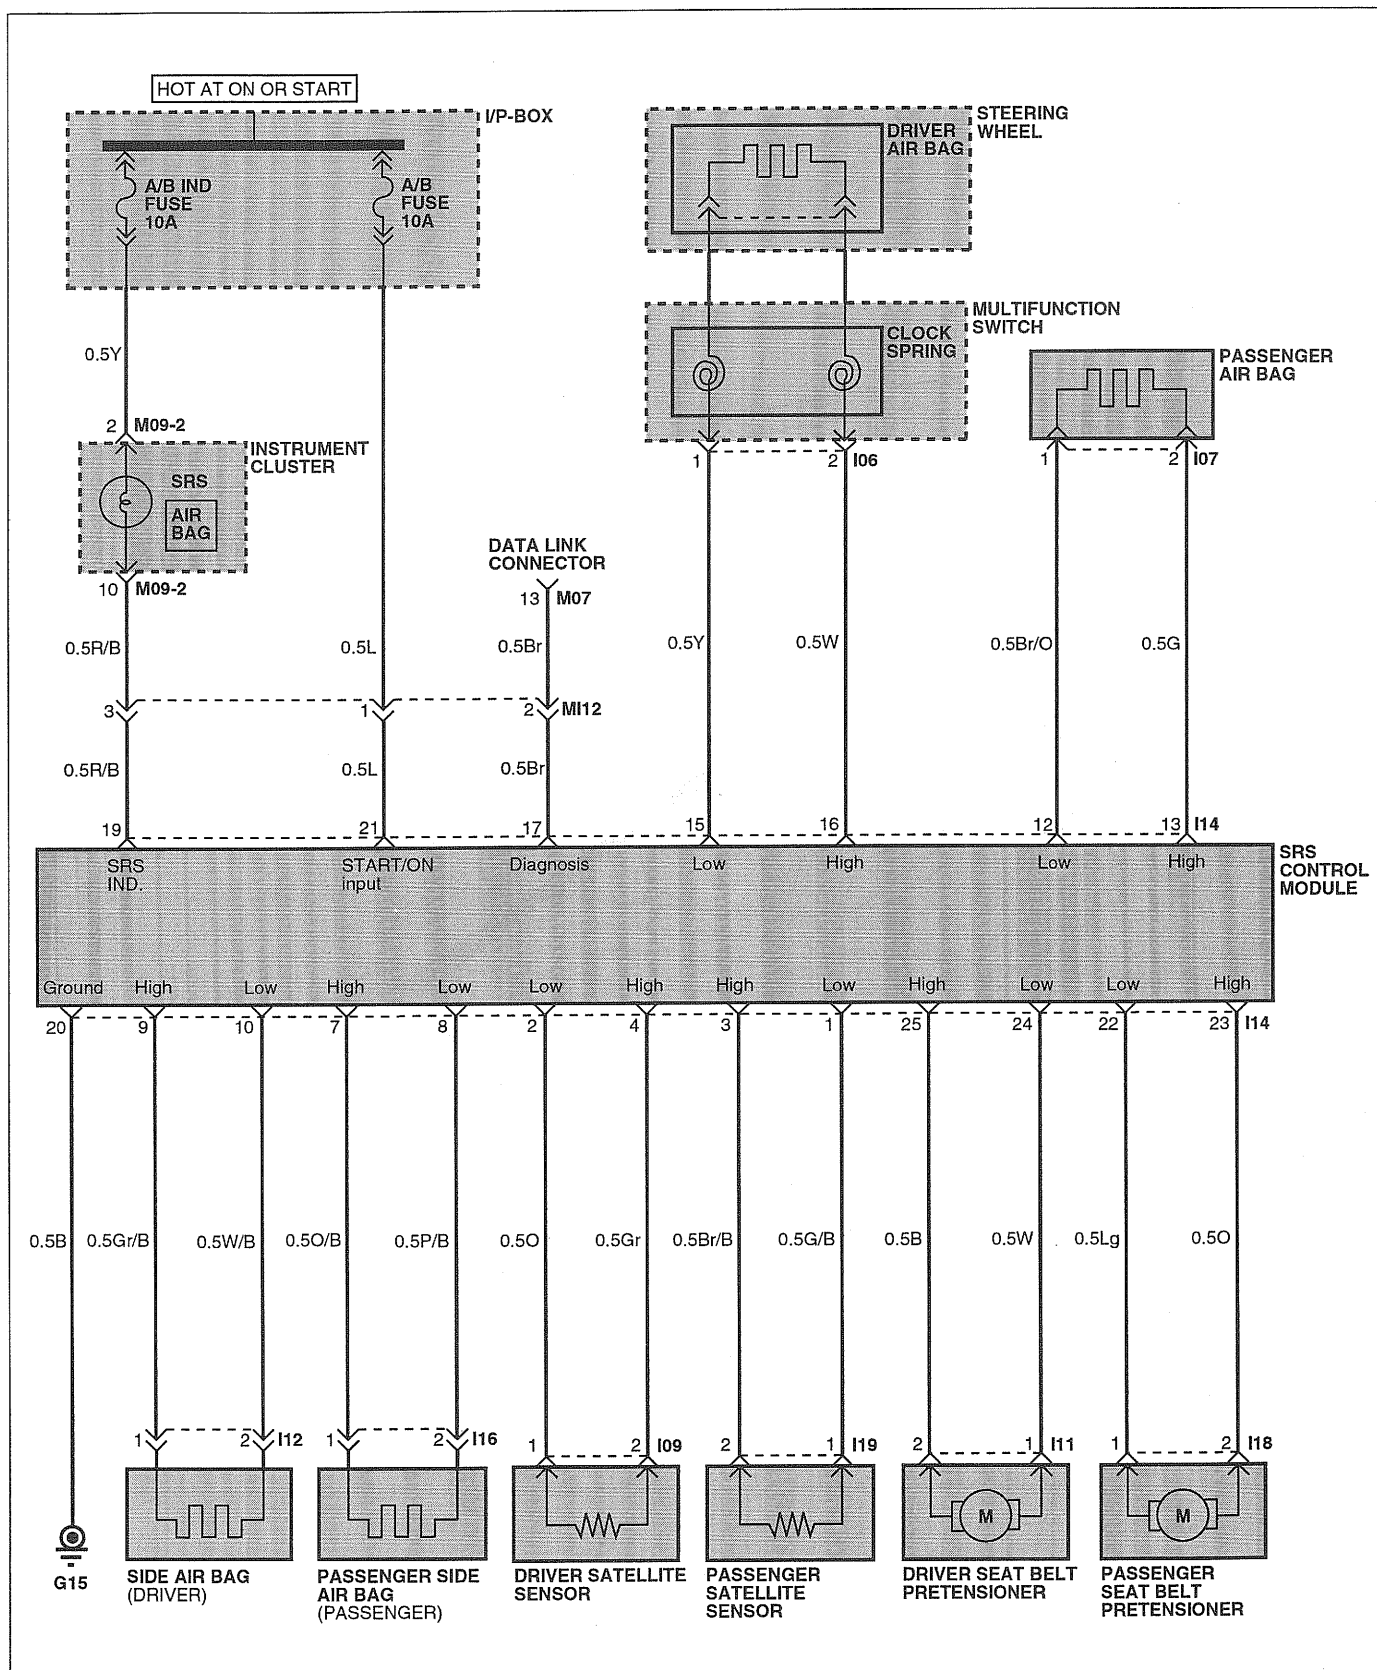 HOT AT ON OR START
I/P-BOX
A/B IND
FUSE
10A
A/B
FUSE
10A
STEERING
WHEEL
DRIVER
AIR BAG
MULTIFUNCTION
SWITCH
CLOCK
SPRING
PASSENGER
AIR BAG
0.5Y
2 M09-2
INSTRUMENT
CLUSTER
SRS
AIR
BAG
10 M09-2
1 2 I06
1 2 I07
DATA LINK
CONNECTOR
13 M07
0.5R/B 0.5L 0.5Br 0.5Y 0.5W 0.5Br/O 0.5G
3 1 2 MI12
0.5R/B 0.5L 0.5Br
19 21 17 15 16 12 13 I14
SRS
IND.
START/ON
input
Diagnosis Low High Low High
SRS
CONTROL
MODULE
Ground High Low High Low Low High High Low High Low Low High
20 9 10 7 8 2 4 3 1 25 24 22 23 I14
0.5B 0.5Gr/B 0.5W/B 0.5O/B 0.5P/B 0.5O 0.5Gr 0.5Br/B 0.5G/B 0.5B 0.5W 0.5Lg 0.5O
1 2 I12 1 2 I16 1 2 I09 2 1 I19 2 1 I11 1 2 I18
M M
G15
SIDE AIR BAG
(DRIVER)
PASSENGER SIDE
AIR BAG
(PASSENGER)
DRIVER SATELLITE
SENSOR
PASSENGER
SATELLITE
SENSOR
DRIVER SEAT BELT
PRETENSIONER
PASSENGER
SEAT BELT
PRETENSIONER